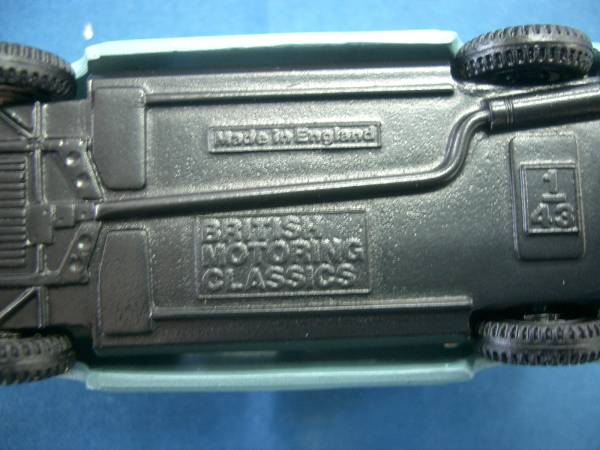 Made in England
BRITISH
MOTORING
CLASSICS
1
43